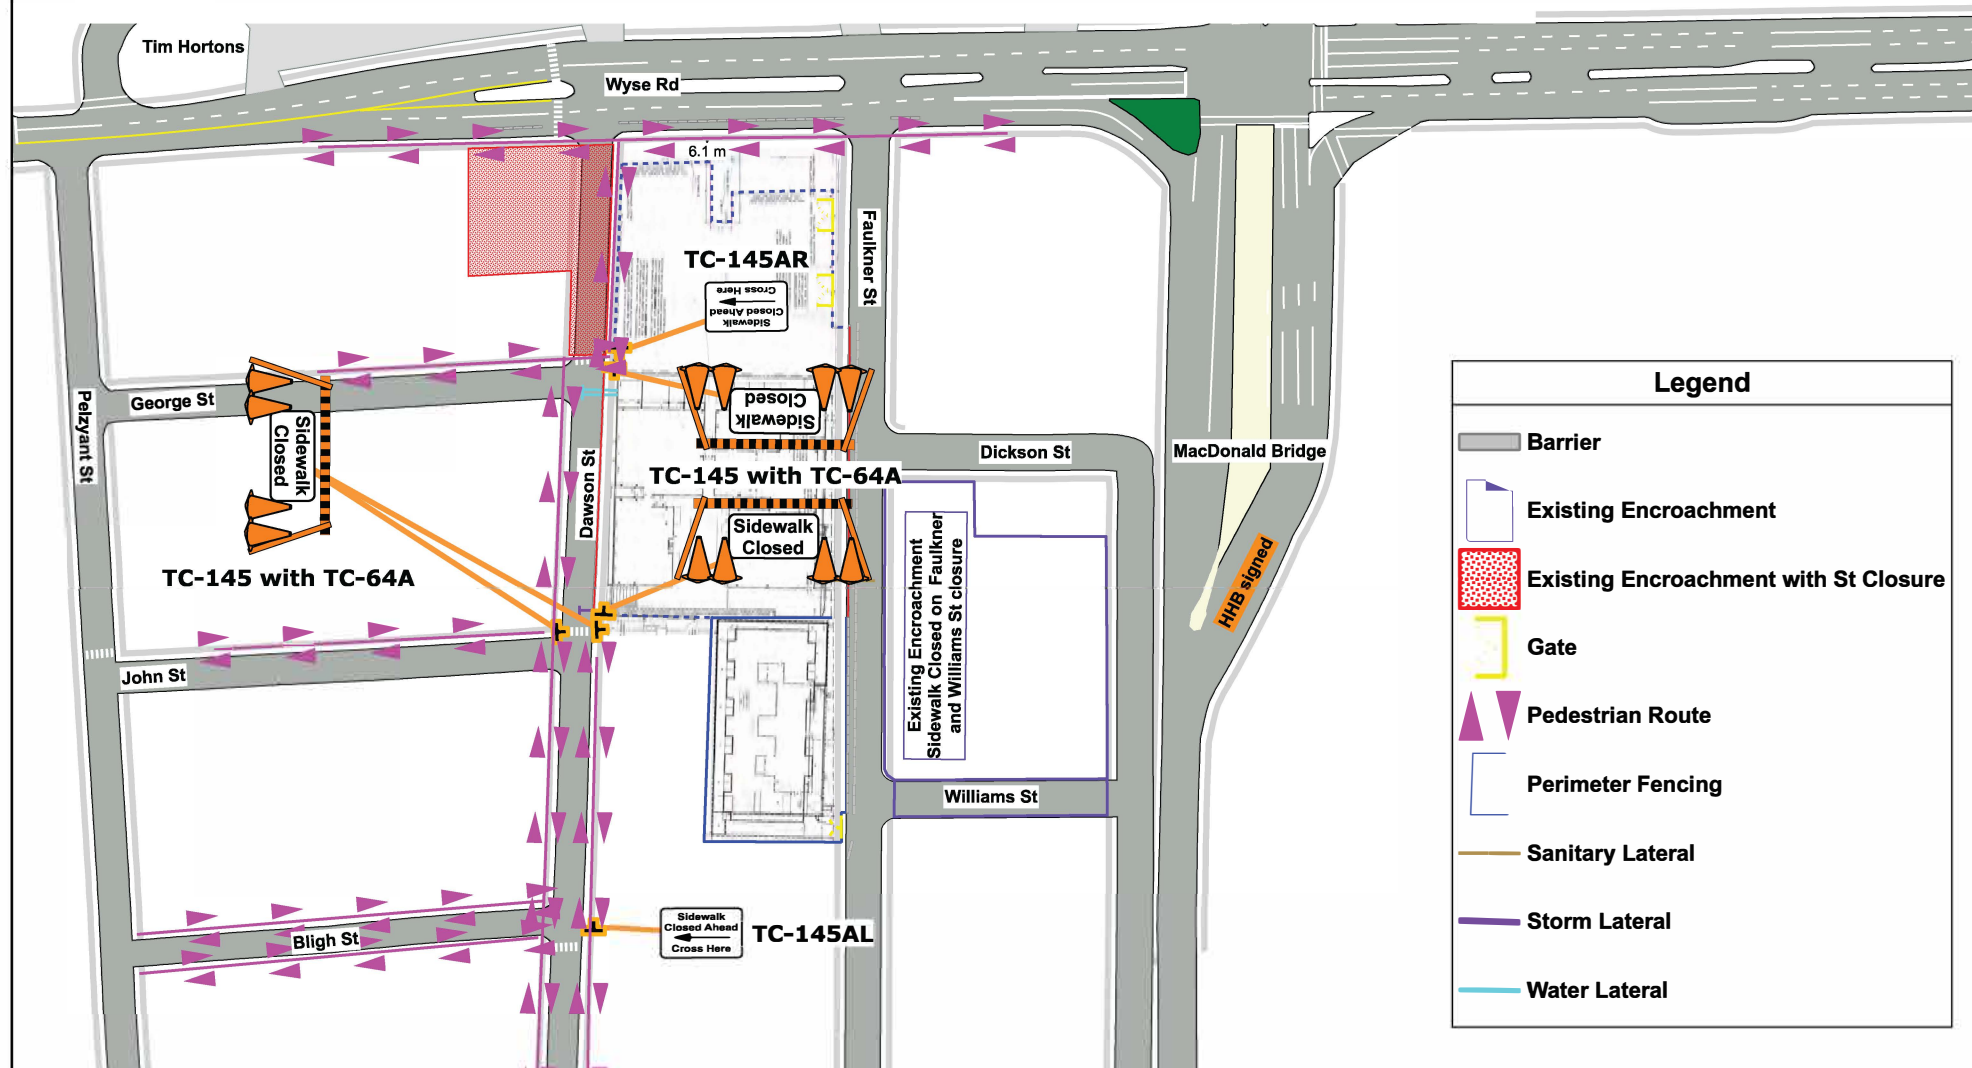 Tim Hortons
Wyse Rd
6.1 m
Faulkner St
TC-145AR
Sidewalk
Closed Ahead
Cross Here
George St
Pelzyant St
Sidewalk
Closed
TC-145 with TC-64A
Sidewalk
Closed
TC-145 with TC-64A
Sidewalk
Closed
Dawson St
Dickson St
MacDonald Bridge
HHB signed
Existing Encroachment
Sidewalk Closed on Faulkner
and Williams St closure
John St
Williams St
Bligh St
Sidewalk
Closed Ahead
Cross Here
TC-145AL
Legend
Barrier
Existing Encroachment
Existing Encroachment with St Closure
Gate
Pedestrian Route
Perimeter Fencing
Sanitary Lateral
Storm Lateral
Water Lateral